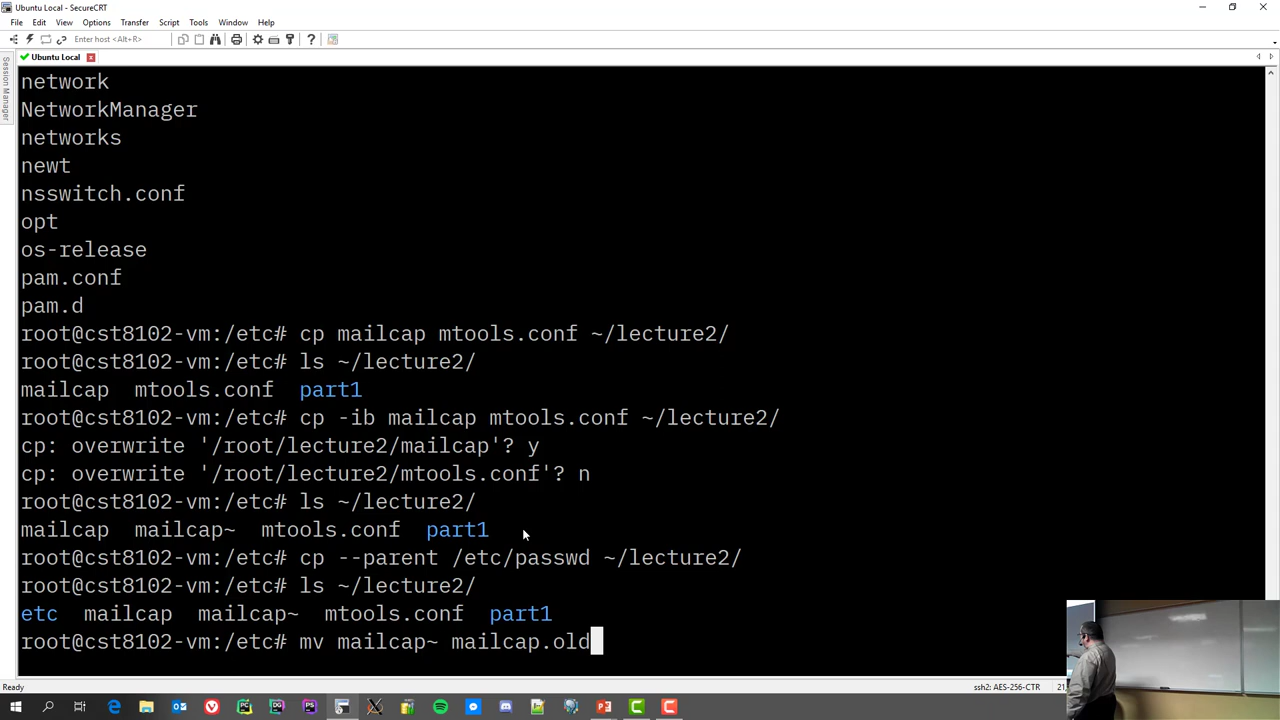 Ubuntu Local - SecureCRT
File Edit View Options Transfer Script Tools Window Help
Enter host <Alt+R>
Ubuntu Local
Session Manager
network
NetworkManager
networks
newt
nsswitch.conf
opt
os-release
pam.conf
pam.d
root@cst8102-vm:/etc# cp mailcap mtools.conf ~/lecture2/
root@cst8102-vm:/etc# ls ~/lecture2/
mailcap mtools.conf part1
root@cst8102-vm:/etc# cp -ib mailcap mtools.conf ~/lecture2/
cp: overwrite '/root/lecture2/mailcap'? y
cp: overwrite '/root/lecture2/mtools.conf'? n
root@cst8102-vm:/etc# ls ~/lecture2/
mailcap mailcap~ mtools.conf part1
root@cst8102-vm:/etc# cp --parent /etc/passwd ~/lecture2/
root@cst8102-vm:/etc# ls ~/lecture2/
etc mailcap mailcap~ mtools.conf part1
root@cst8102-vm:/etc# mv mailcap~ mailcap.old
Ready
ssh2: AES-256-CTR
21,